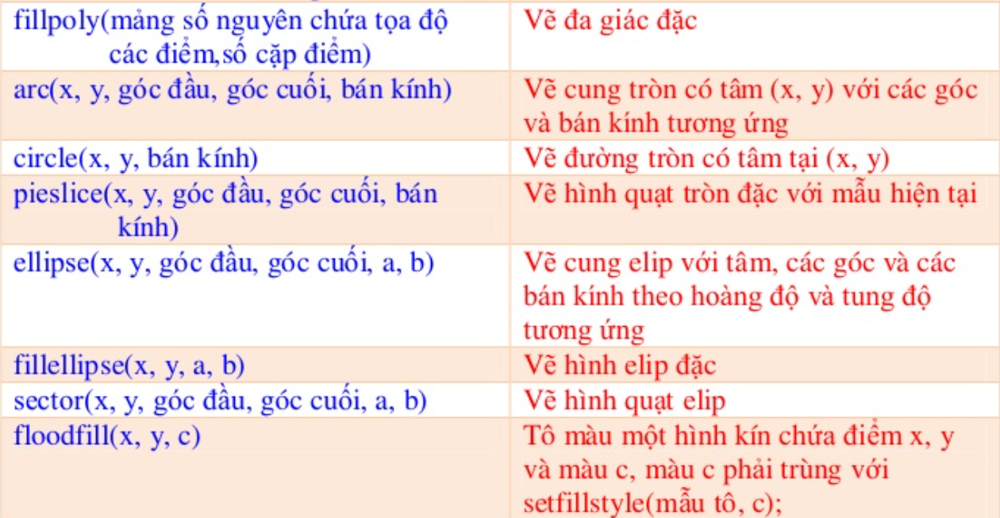 fillpoly(mảng số nguyên chứa tọa độ
các điểm,số cặp điểm)
Vẽ đa giác đặc
arc(x, y, góc đầu, góc cuối, bán kính)
Vẽ cung tròn có tâm (x, y) với các góc
và bán kính tương ứng
circle(x, y, bán kính)
Vẽ đường tròn có tâm tại (x, y)
pieslice(x, y, góc đầu, góc cuối, bán
kính)
Vẽ hình quạt tròn đặc với mẫu hiện tại
ellipse(x, y, góc đầu, góc cuối, a, b)
Vẽ cung elip với tâm, các góc và các
bán kính theo hoàng độ và tung độ
tương ứng
fillellipse(x, y, a, b)
Vẽ hình elip đặc
sector(x, y, góc đầu, góc cuối, a, b)
Vẽ hình quạt elip
floodfill(x, y, c)
Tô màu một hình kín chứa điểm x, y
và màu c, màu c phải trùng với
setfillstyle(mẫu tô, c);